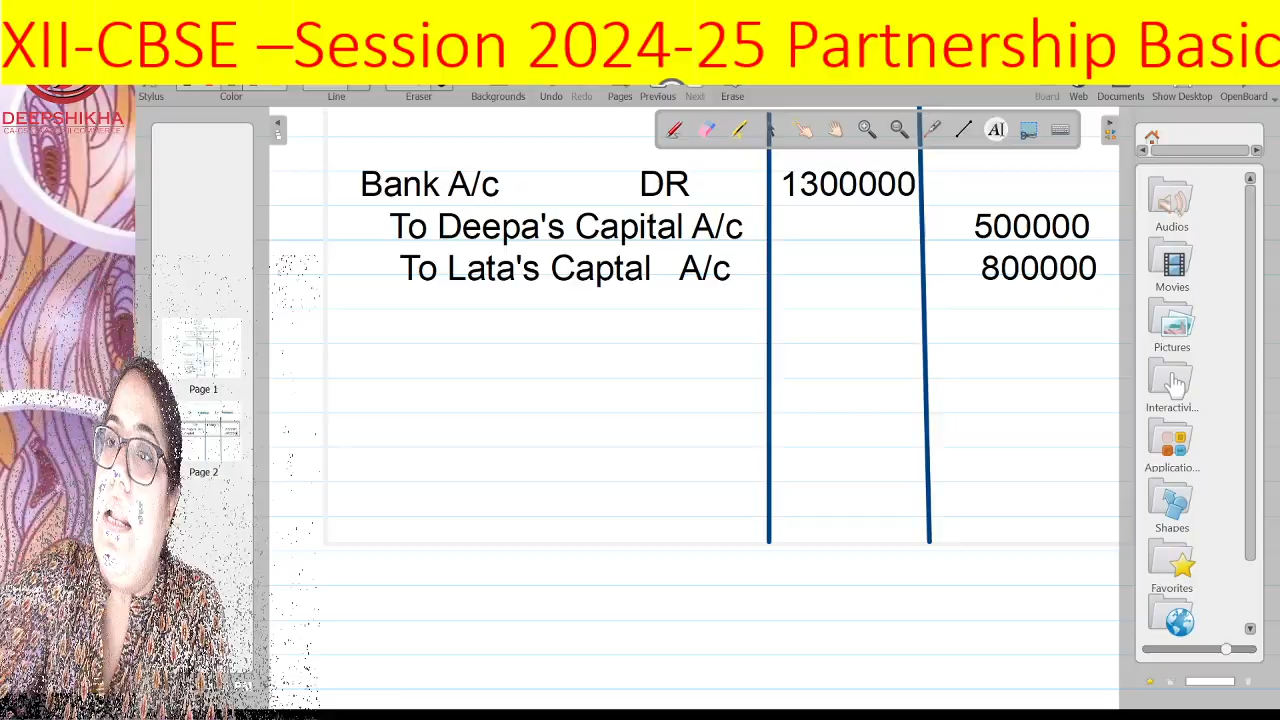 XII-CBSE –Session 2024-25 Partnership Basic
DEEPSHIKHA
Stylus Color Line Eraser Backgrounds Undo Redo Pages Previous Next Erase Board Web Documents Show Desktop OpenBoard
AI
Bank A/c DR 1300000
To Deepa's Capital A/c 500000
To Lata's Captal A/c 800000
Page 1
Page 2
Audios
Movies
Pictures
Interactivi...
Applicatio...
Shapes
Favorites